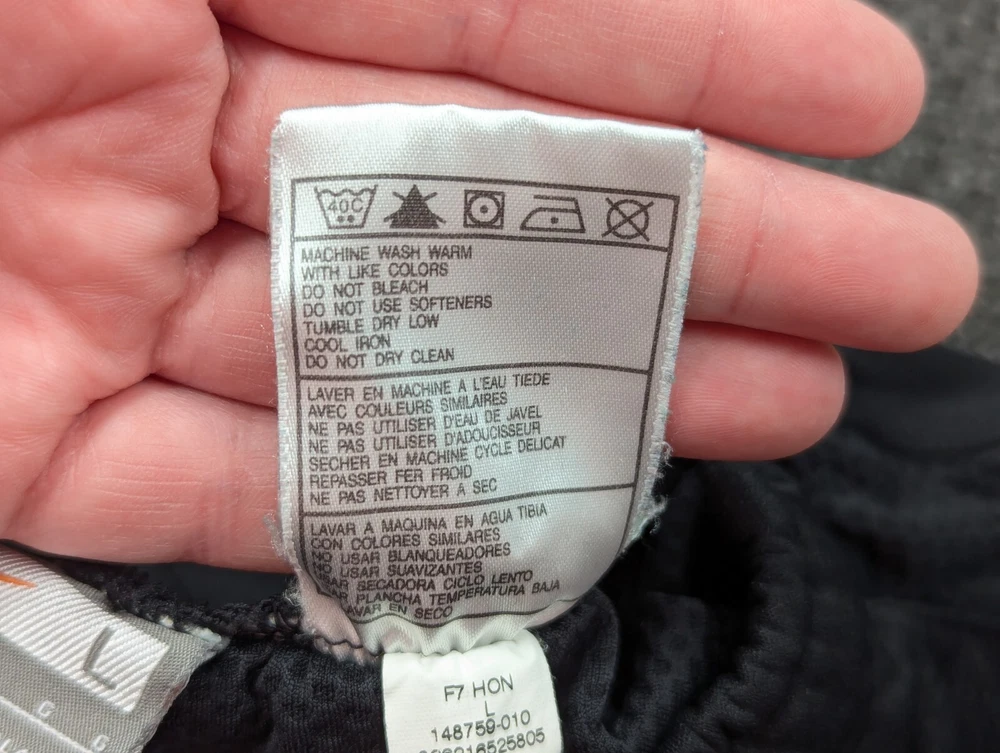 40C
MACHINE WASH WARM
WITH LIKE COLORS
DO NOT BLEACH
DO NOT USE SOFTENERS
TUMBLE DRY LOW
COOL IRON
DO NOT DRY CLEAN
LAVER EN MACHINE A L'EAU TIEDE
AVEC COULEURS SIMILAIRES
NE PAS UTILISER D'EAU DE JAVEL
NE PAS UTILISER D'ADOUCISSEUR
SECHER EN MACHINE CYCLE DELICAT
REPASSER FER FROID
NE PAS NETTOYER A SEC
LAVAR A MAQUINA EN AGUA TIBIA
CON COLORES SIMILARES
NO USAR BLANQUEADORES
NO USAR SUAVIZANTES
USAR SECADORA CICLO LENTO
PLANCHA TEMPERATURA BAJA
LAVAR EN SECO
F7 HON
L
148759-010
L